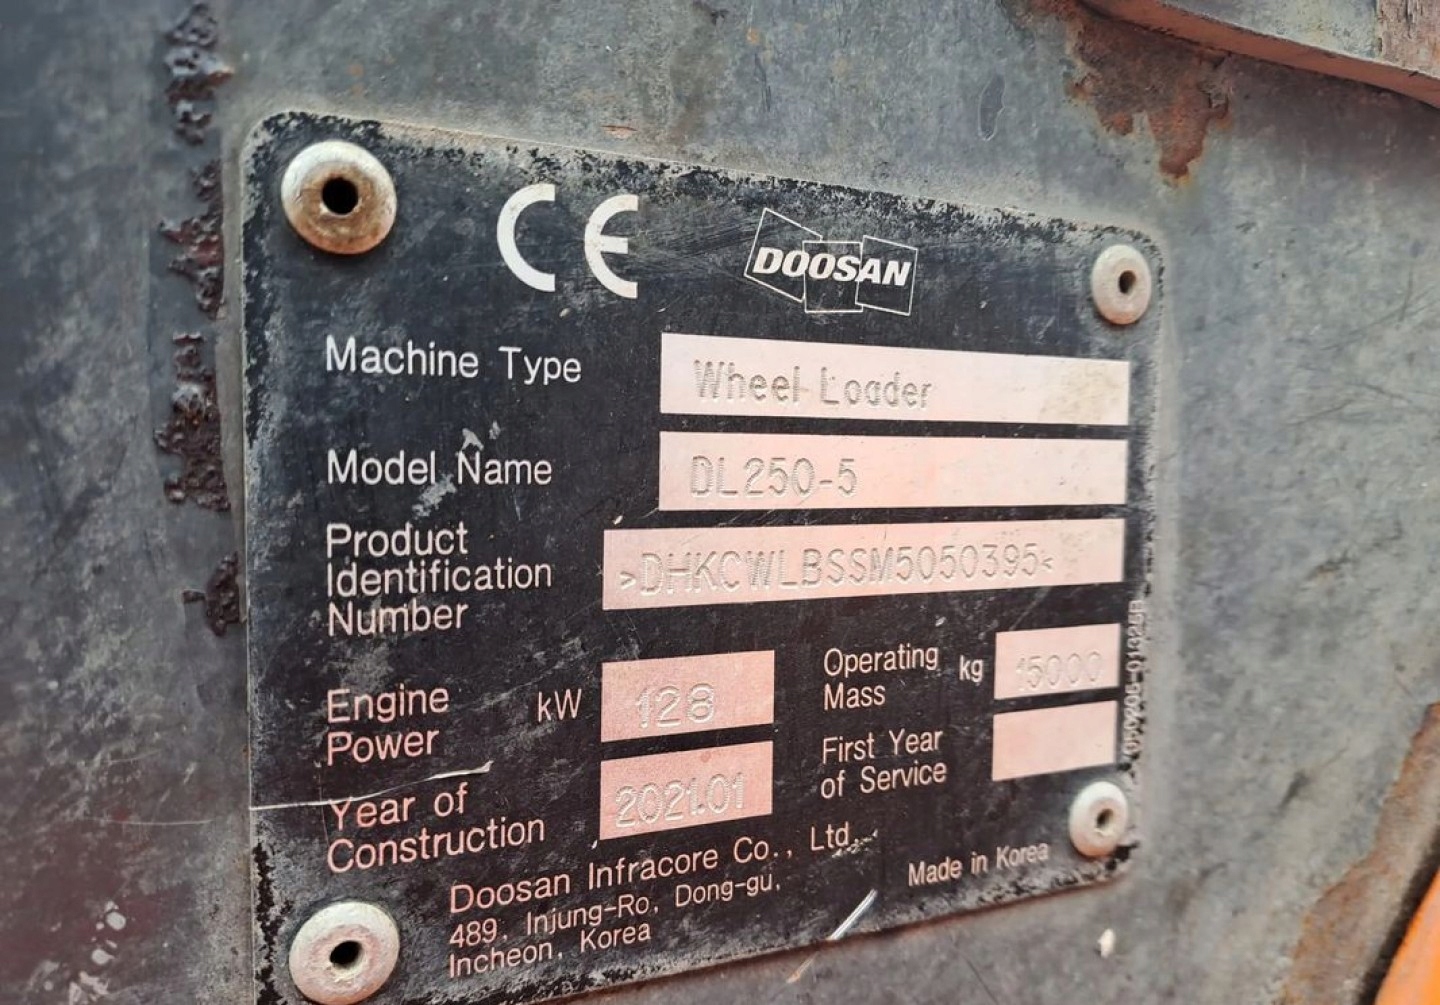 CE DOOSAN
Machine Type Wheel Loader
Model Name DL250-5
Product
Identification
Number >DHKCWLBSSM5050395<
Engine
Power kW 128
Operating
Mass kg 15000
Year of
Construction 2021.01
First Year
of Service
Doosan Infracore Co., Ltd.
489, Injung-Ro, Dong-gu,
Incheon, Korea
Made in Korea